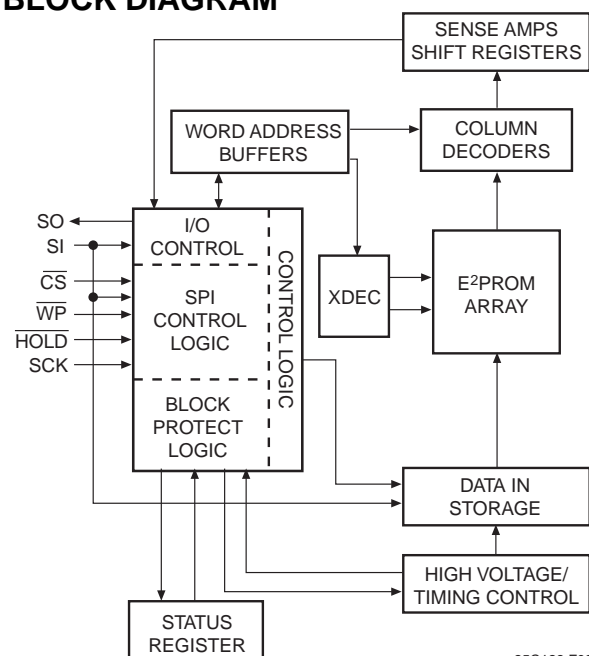 BLOCK DIAGRAM
SENSE AMPS
SHIFT REGISTERS
WORD ADDRESS
BUFFERS
COLUMN
DECODERS
SO
SI
CS
WP
HOLD
SCK
I/O
CONTROL
SPI
CONTROL
LOGIC
BLOCK
PROTECT
LOGIC
CONTROL LOGIC
XDEC
E2PROM
ARRAY
DATA IN
STORAGE
HIGH VOLTAGE/
TIMING CONTROL
STATUS
REGISTER